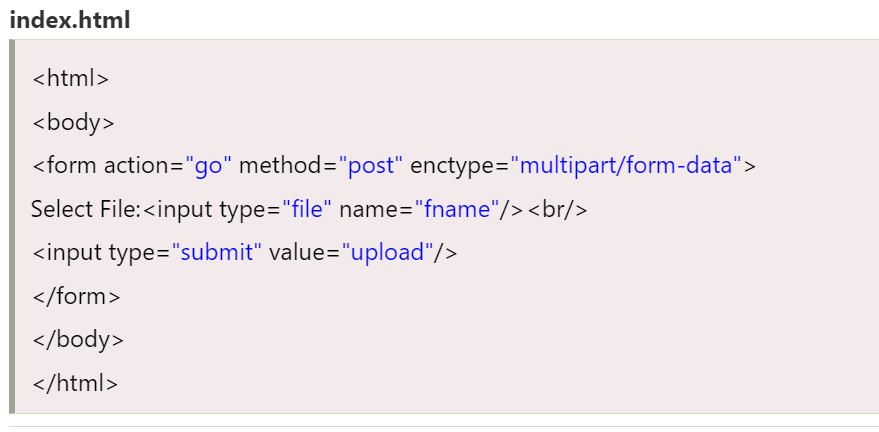 index.html
<html>
<body>
<form action="go" method="post" enctype="multipart/form-data">
Select File:<input type="file" name="fname"/><br/>
<input type="submit" value="upload"/>
</form>
</body>
</html>